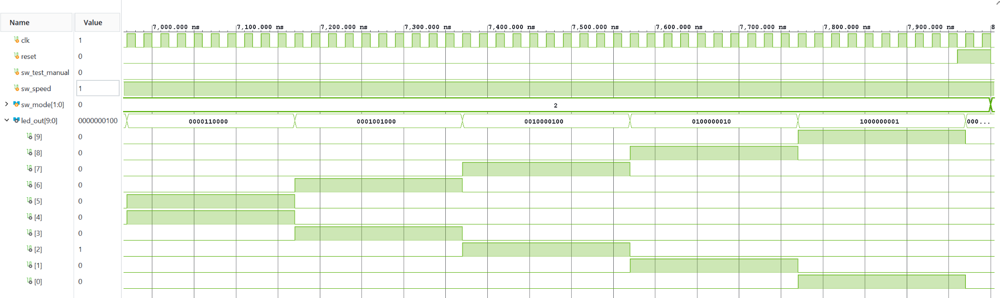 Name Value
7,000.000 ns 7,100.000 ns 7,200.000 ns 7,300.000 ns 7,400.000 ns 7,500.000 ns 7,600.000 ns 7,700.000 ns 7,800.000 ns 7,900.000 ns 8
clk 1
reset 0
sw_test_manual 0
sw_speed 1
sw_mode[1:0] 0 2
led_out[9:0] 0000000100 0000110000 0001001000 0010000100 0100000010 1000000001 000...
[9] 0
[8] 0
[7] 0
[6] 0
[5] 0
[4] 0
[3] 0
[2] 1
[1] 0
[0] 0